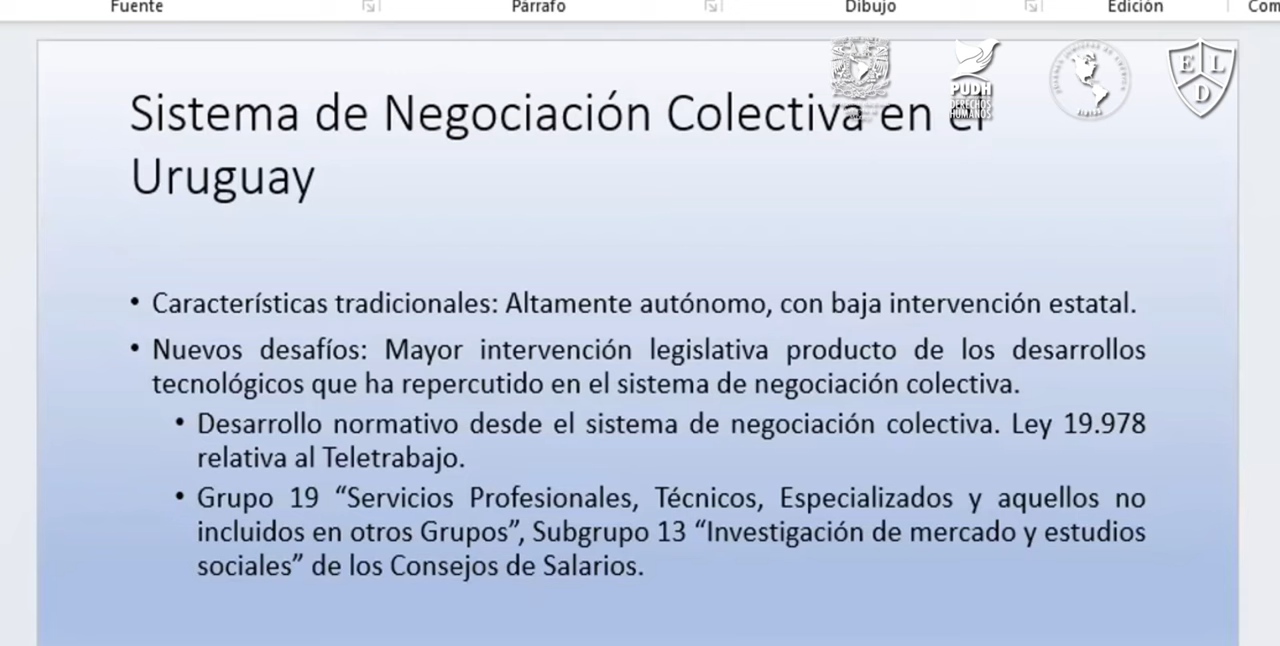 Fuente Párrafo Dibujo Edición Com
Sistema de Negociación Colectiva en el
Uruguay
PUDH
DERECHOS
HUMANOS
E L
D
• Características tradicionales: Altamente autónomo, con baja intervención estatal.
• Nuevos desafíos: Mayor intervención legislativa producto de los desarrollos
tecnológicos que ha repercutido en el sistema de negociación colectiva.
• Desarrollo normativo desde el sistema de negociación colectiva. Ley 19.978
relativa al Teletrabajo.
• Grupo 19 “Servicios Profesionales, Técnicos, Especializados y aquellos no
incluidos en otros Grupos”, Subgrupo 13 “Investigación de mercado y estudios
sociales” de los Consejos de Salarios.